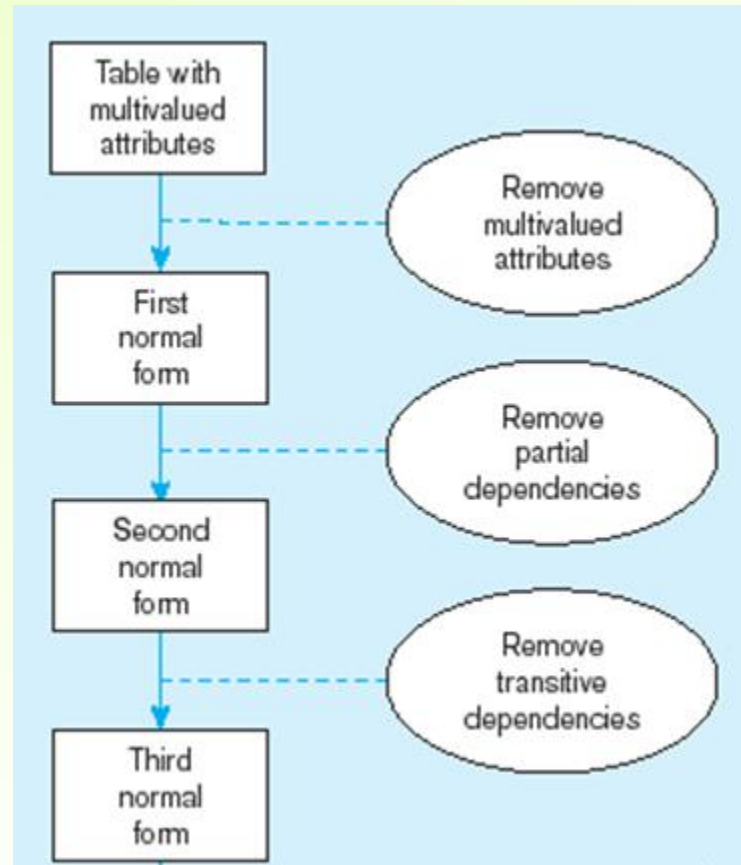 Table with
multivalued
attributes
Remove
multivalued
attributes
First
normal
form
Remove
partial
dependencies
Second
normal
form
Remove
transitive
dependencies
Third
normal
form